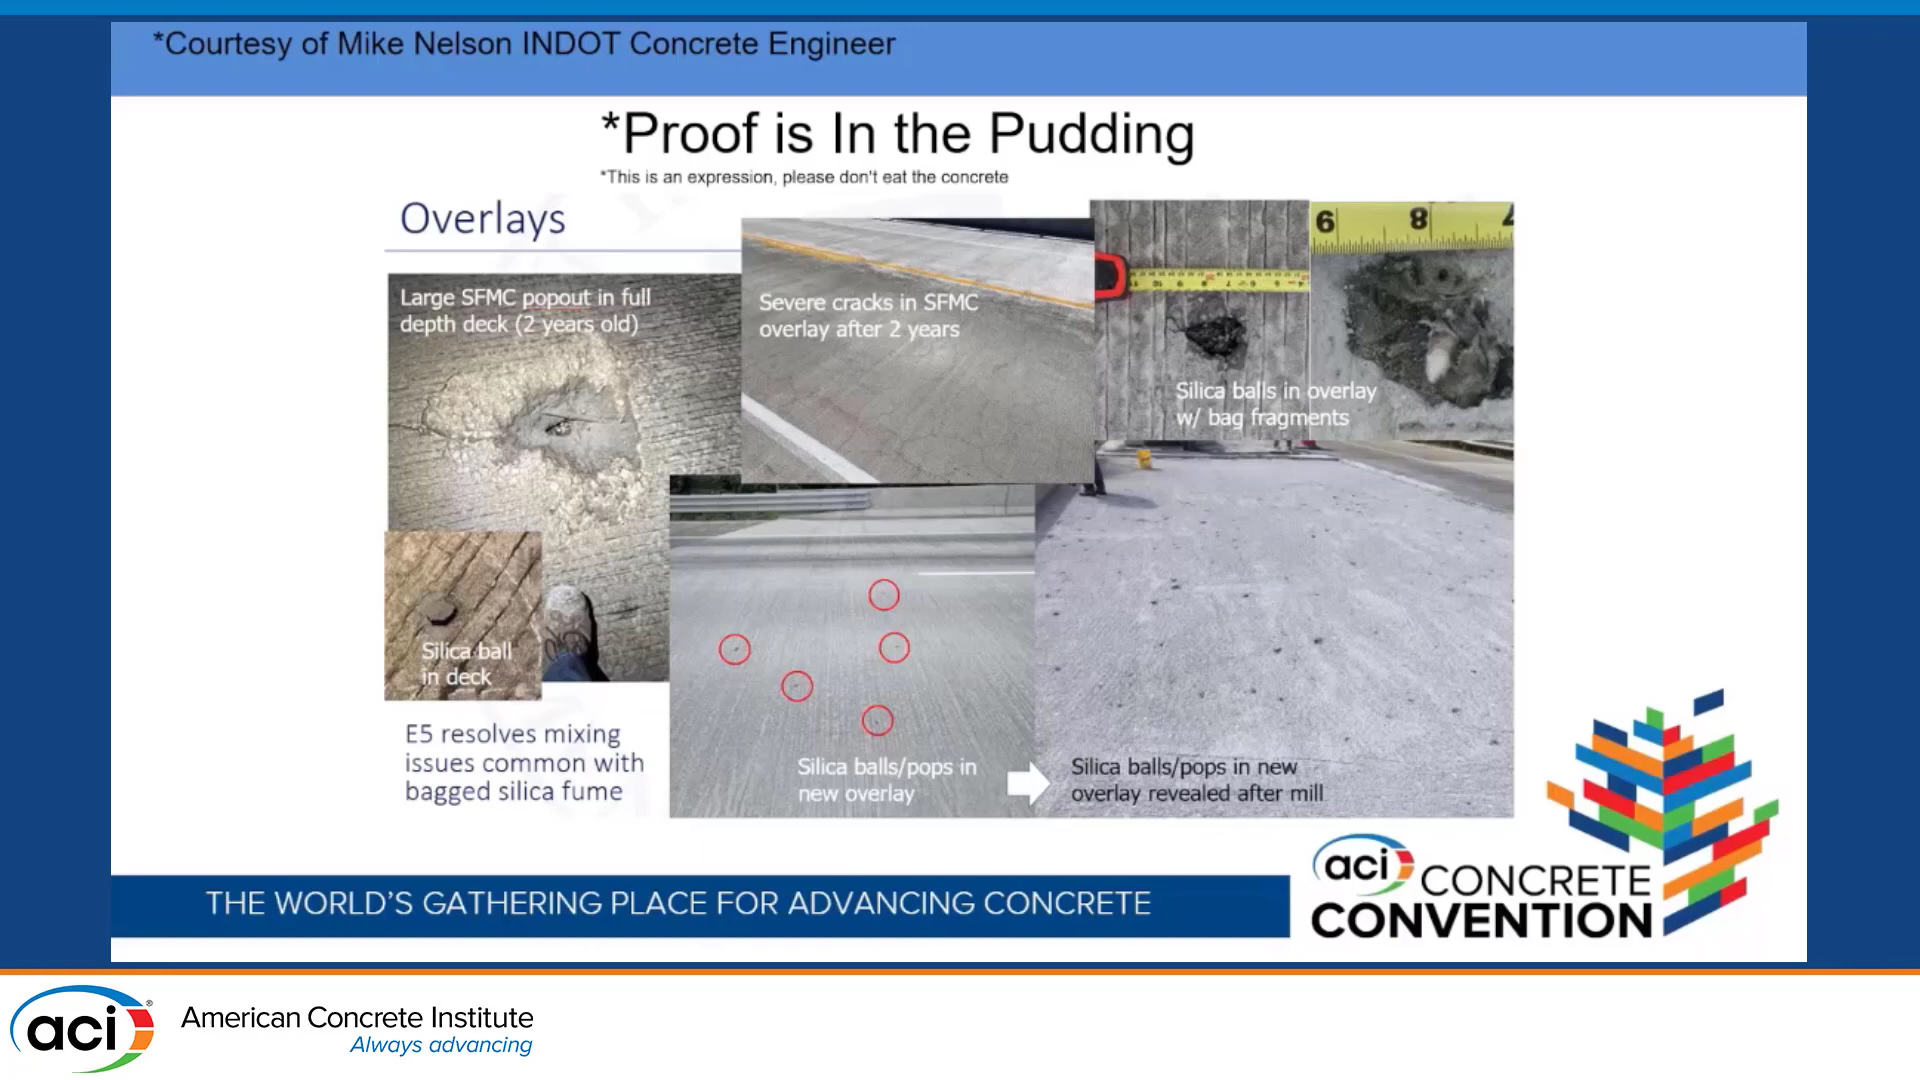 *Courtesy of Mike Nelson INDOT Concrete Engineer
*Proof is In the Pudding
*This is an expression, please don't eat the concrete
Overlays
Large SFMC popout in full
depth deck (2 years old)
Severe cracks in SFMC
overlay after 2 years
9
8
7
Silica balls in overlay
w/ bag fragments
Silica ball
in deck
E5 resolves mixing
issues common with
bagged silica fume
Silica balls/pops in
new overlay
Silica balls/pops in new
overlay revealed after mill
THE WORLD'S GATHERING PLACE FOR ADVANCING CONCRETE
aci CONCRETE
CONVENTION
aci®
American Concrete Institute
Always advancing